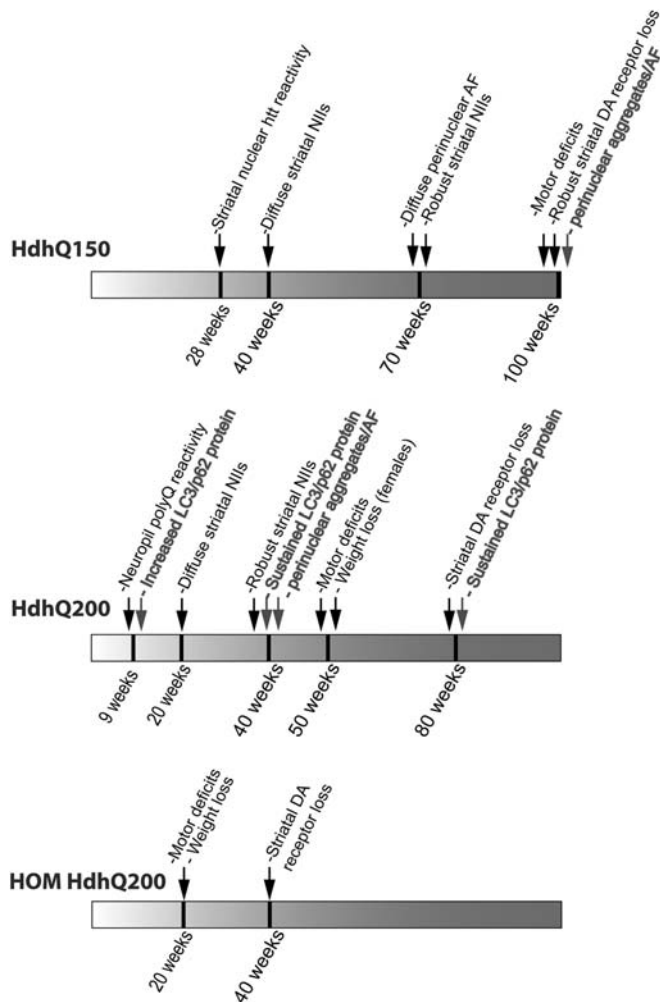 -Striatal nuclear htt reactivity
-Diffuse striatal NIIs
-Diffuse perinuclear AF
-Robust striatal NIIs
-Motor deficits
-Robust striatal DA receptor loss
- perinuclear aggregates/AF
HdhQ150
28 weeks
40 weeks
70 weeks
100 weeks
-Neuropil polyQ reactivity
- Increased LC3/p62 protein
-Diffuse striatal NIIs
-Robust striatal NIIs
- Sustained LC3/p62 protein
- perinuclear aggregates/AF
-Motor deficits
- Weight loss (females)
-Striatal DA receptor loss
- Sustained LC3/p62 protein
HdhQ200
9 weeks
20 weeks
40 weeks
50 weeks
80 weeks
-Motor deficits
- Weight loss
-Striatal DA
receptor loss
HOM HdhQ200
20 weeks
40 weeks